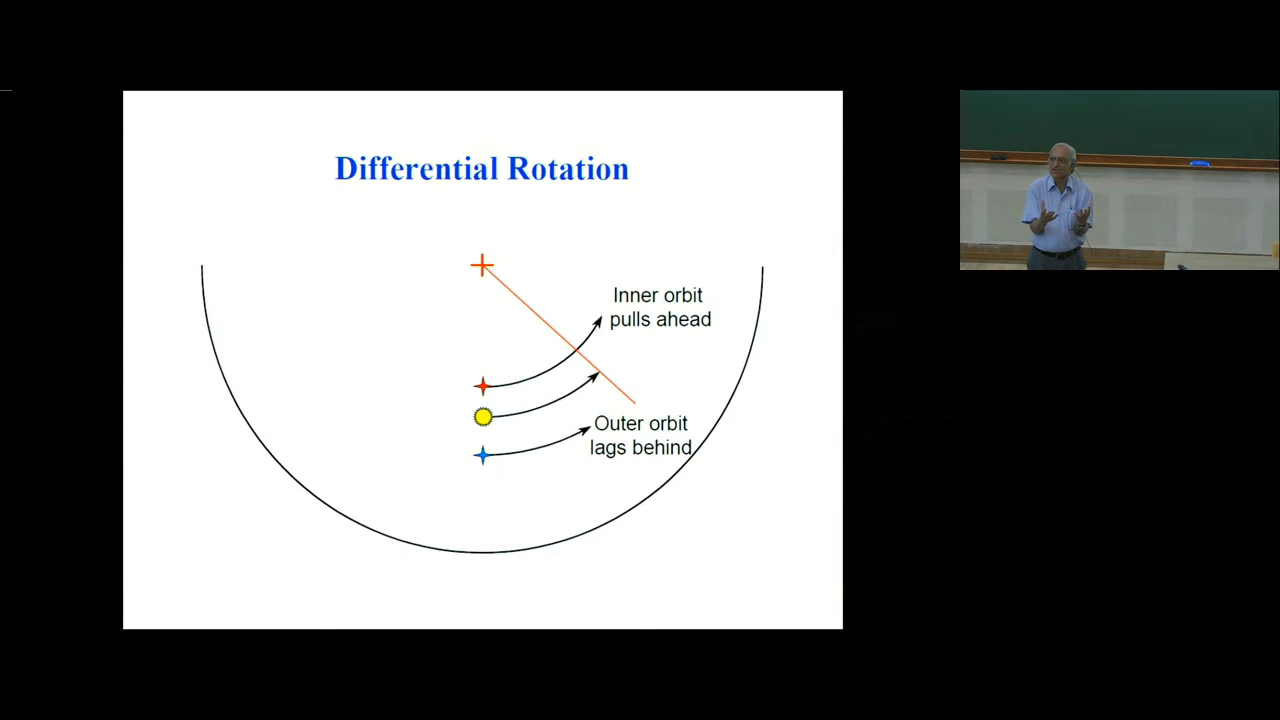 Differential Rotation
Inner orbit
pulls ahead
Outer orbit
lags behind